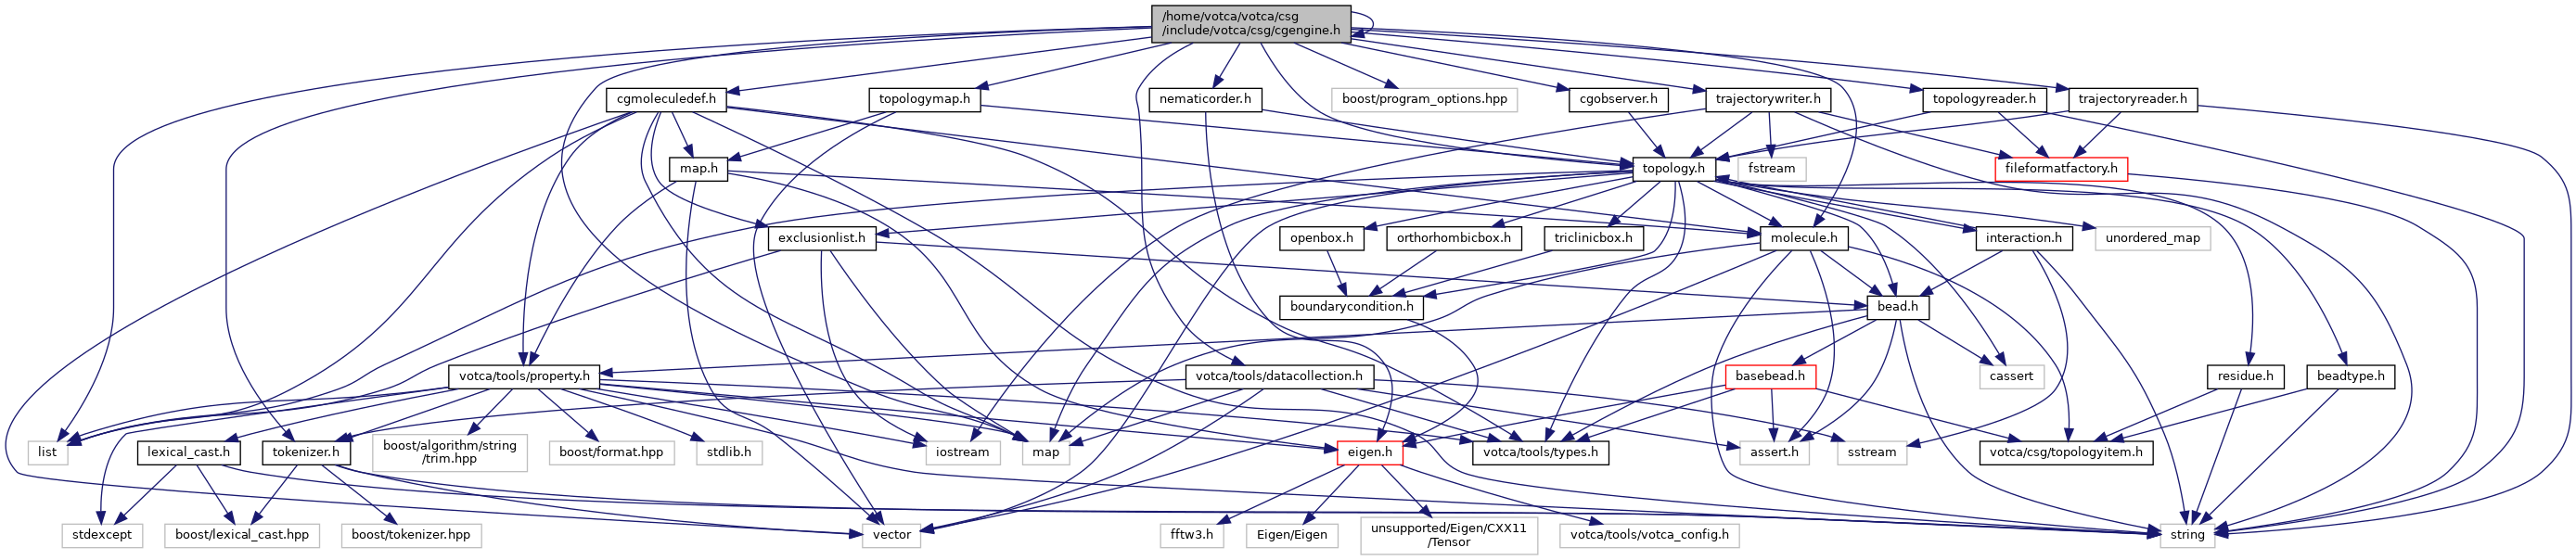 /home/votca/votca/csg
/include/votca/csg/cgengine.h
cgmoleculedef.h
topologymap.h
nematicorder.h
boost/program_options.hpp
cgobserver.h
trajectorywriter.h
topologyreader.h
trajectoryreader.h
map.h
topology.h
fstream
fileformatfactory.h
exclusionlist.h
openbox.h
orthorhombicbox.h
triclinicbox.h
molecule.h
interaction.h
unordered_map
boundarycondition.h
bead.h
votca/tools/property.h
votca/tools/datacollection.h
basebead.h
cassert
residue.h
beadtype.h
list
lexical_cast.h
tokenizer.h
boost/algorithm/string
/trim.hpp
boost/format.hpp
stdlib.h
iostream
map
eigen.h
votca/tools/types.h
assert.h
sstream
votca/csg/topologyitem.h
stdexcept
boost/lexical_cast.hpp
boost/tokenizer.hpp
vector
fftw3.h
Eigen/Eigen
unsupported/Eigen/CXX11
/Tensor
votca/tools/votca_config.h
string